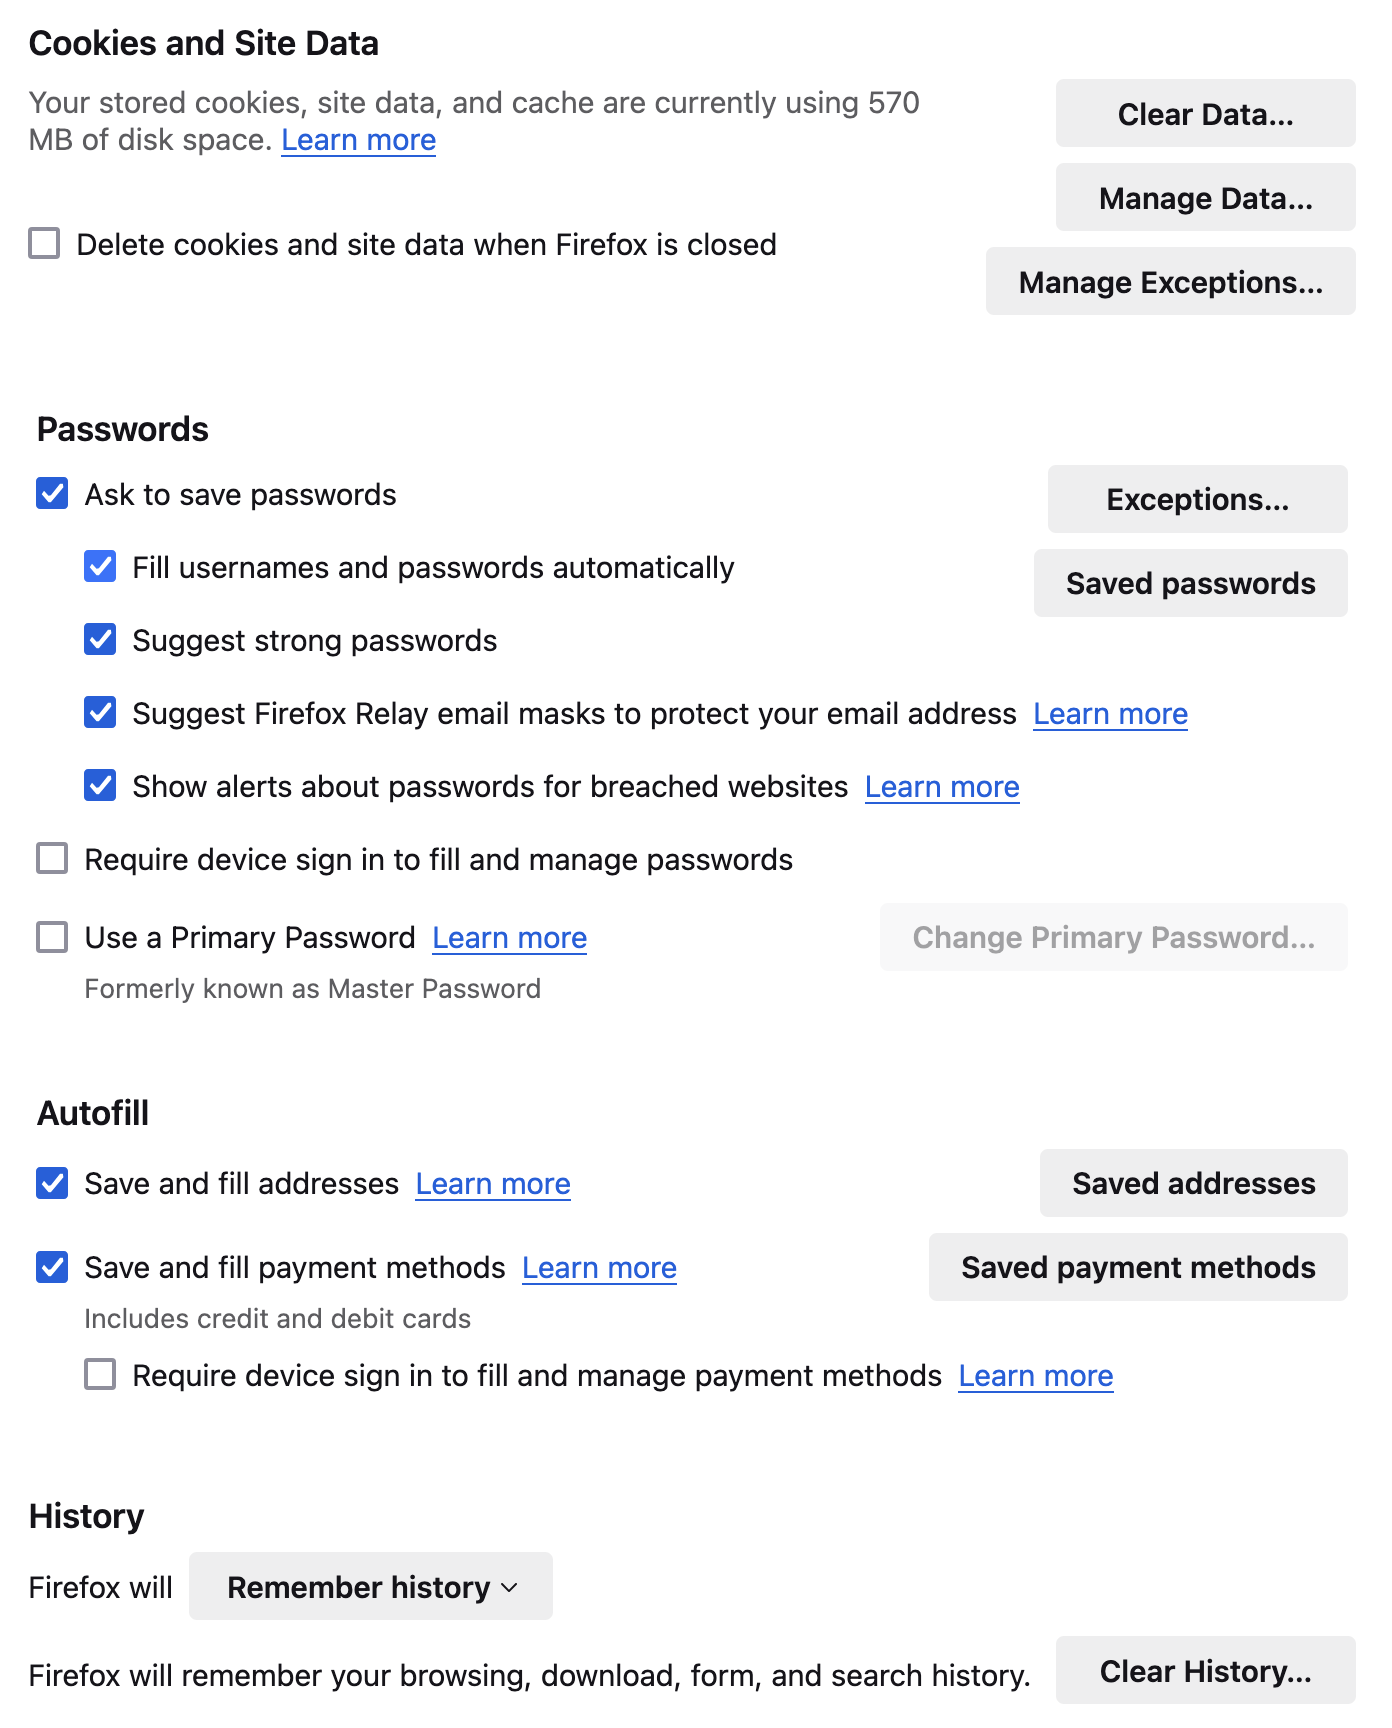 Cookies and Site Data
Your stored cookies, site data, and cache are currently using 570
MB of disk space. Learn more
Clear Data...
Manage Data...
Delete cookies and site data when Firefox is closed
Manage Exceptions...
Passwords
Ask to save passwords
Exceptions...
Fill usernames and passwords automatically
Saved passwords
Suggest strong passwords
Suggest Firefox Relay email masks to protect your email address Learn more
Show alerts about passwords for breached websites Learn more
Require device sign in to fill and manage passwords
Use a Primary Password Learn more
Change Primary Password...
Formerly known as Master Password
Autofill
Save and fill addresses Learn more
Saved addresses
Save and fill payment methods Learn more
Saved payment methods
Includes credit and debit cards
Require device sign in to fill and manage payment methods Learn more
History
Firefox will Remember history
Firefox will remember your browsing, download, form, and search history.
Clear History...